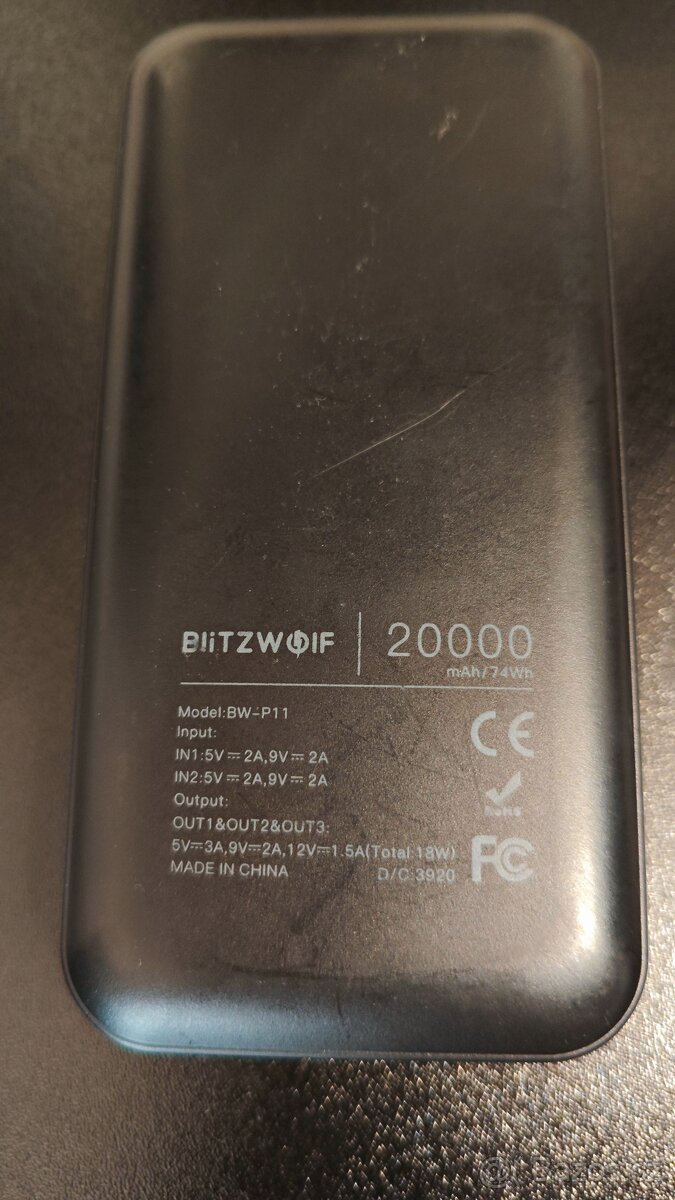 BLiTZWOlF
20000
mAh/74Wh
Model:BW-P11
Input:
IN1:5V⎓2A,9V⎓2A
IN2:5V⎓2A,9V⎓2A
Output:
OUT1&OUT2&OUT3:
5V⎓3A,9V⎓2A,12V⎓1.5A(Total 18W)
MADE IN CHINA
D/C:3920
CE
RoHS
FC